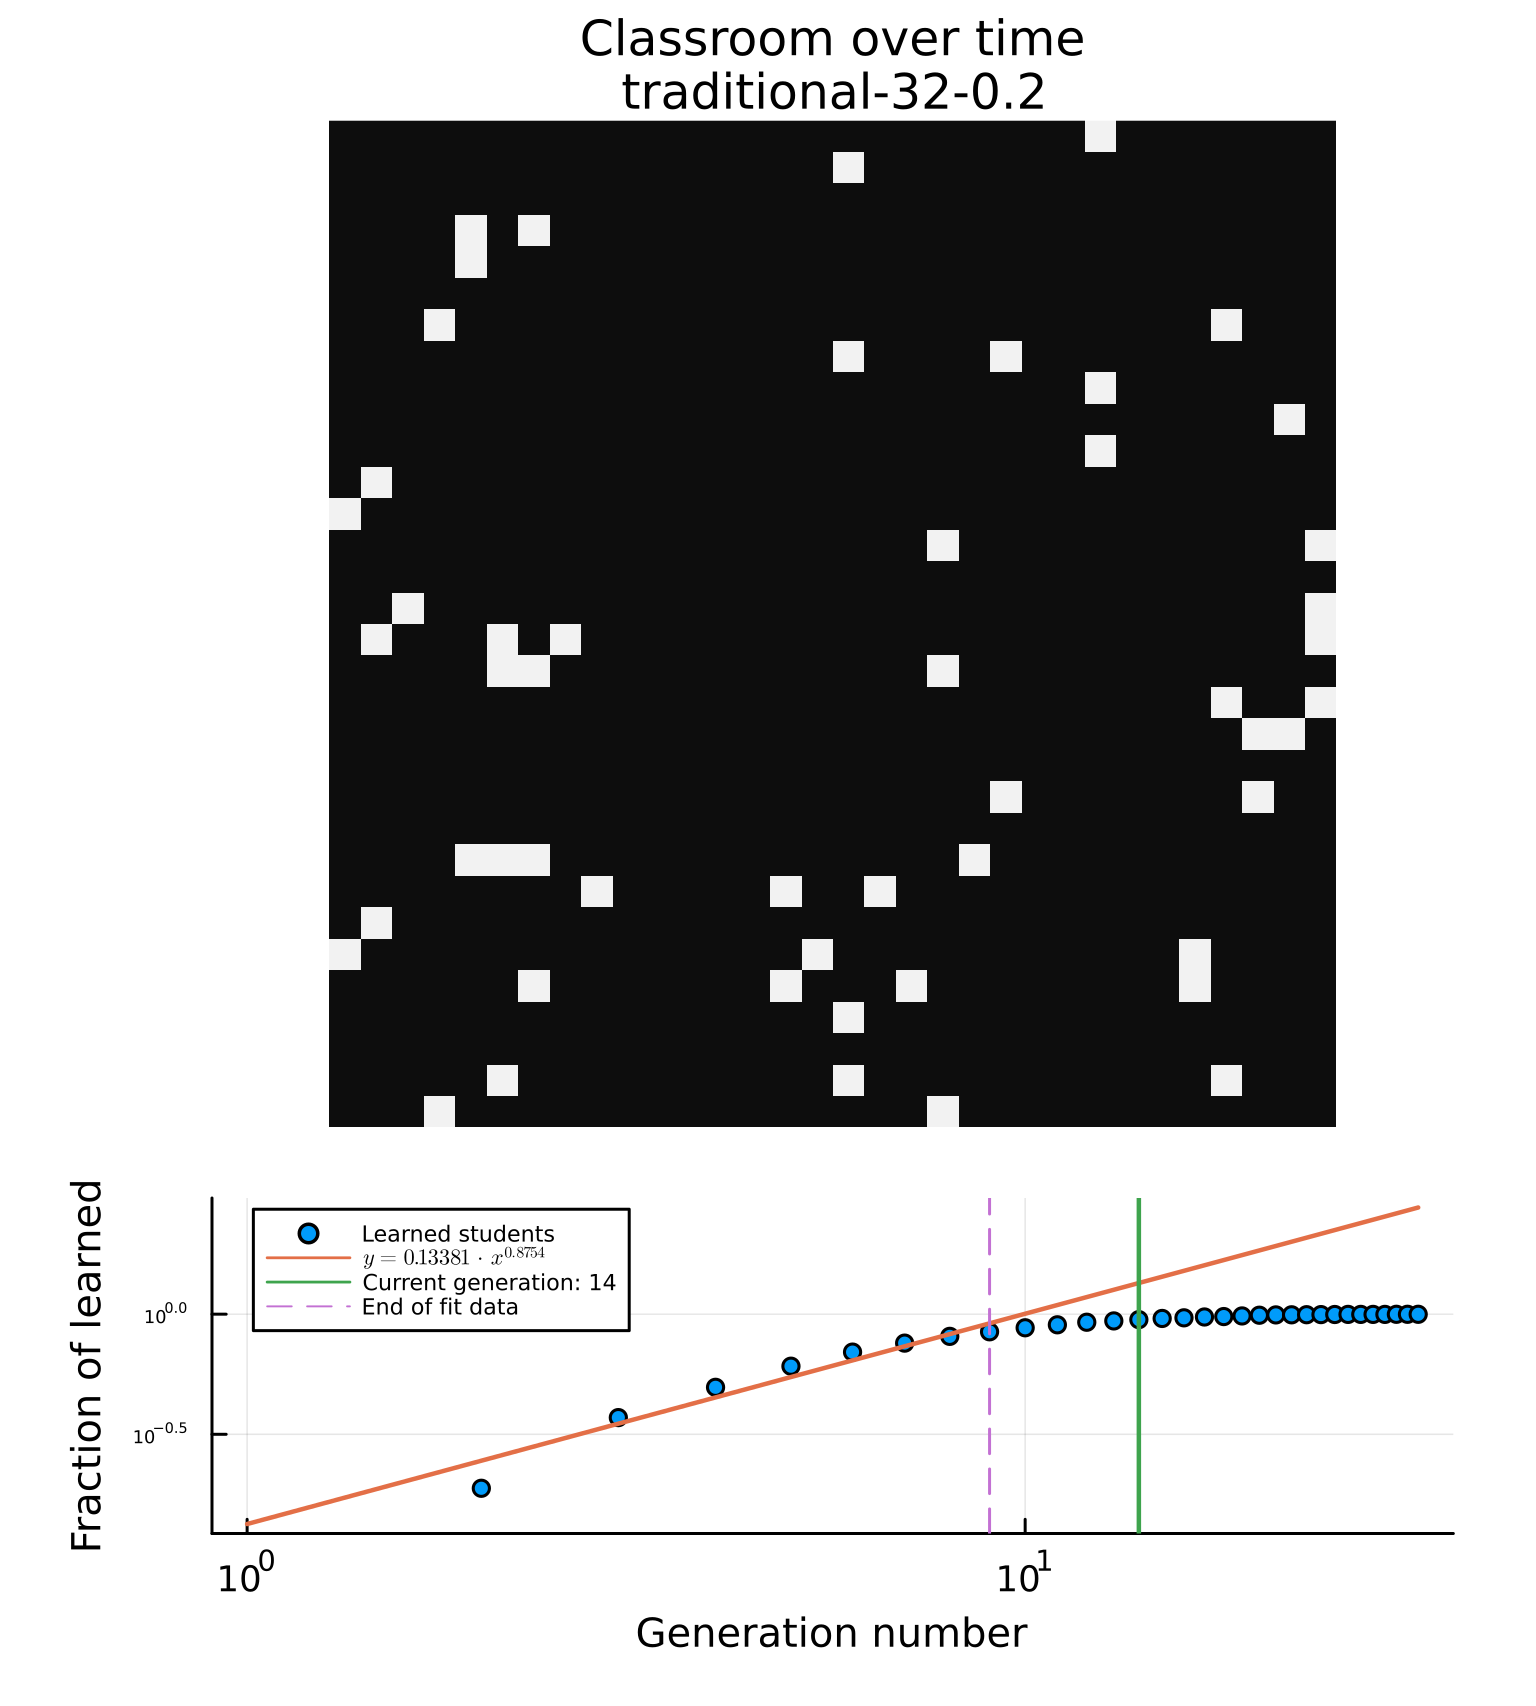 Classroom over time
traditional-32-0.2
Fraction of learned
Learned students
y = 0.13381 · x^0.8754
Current generation: 14
End of fit data
10^0.0
10^−0.5
10^0
10^1
Generation number